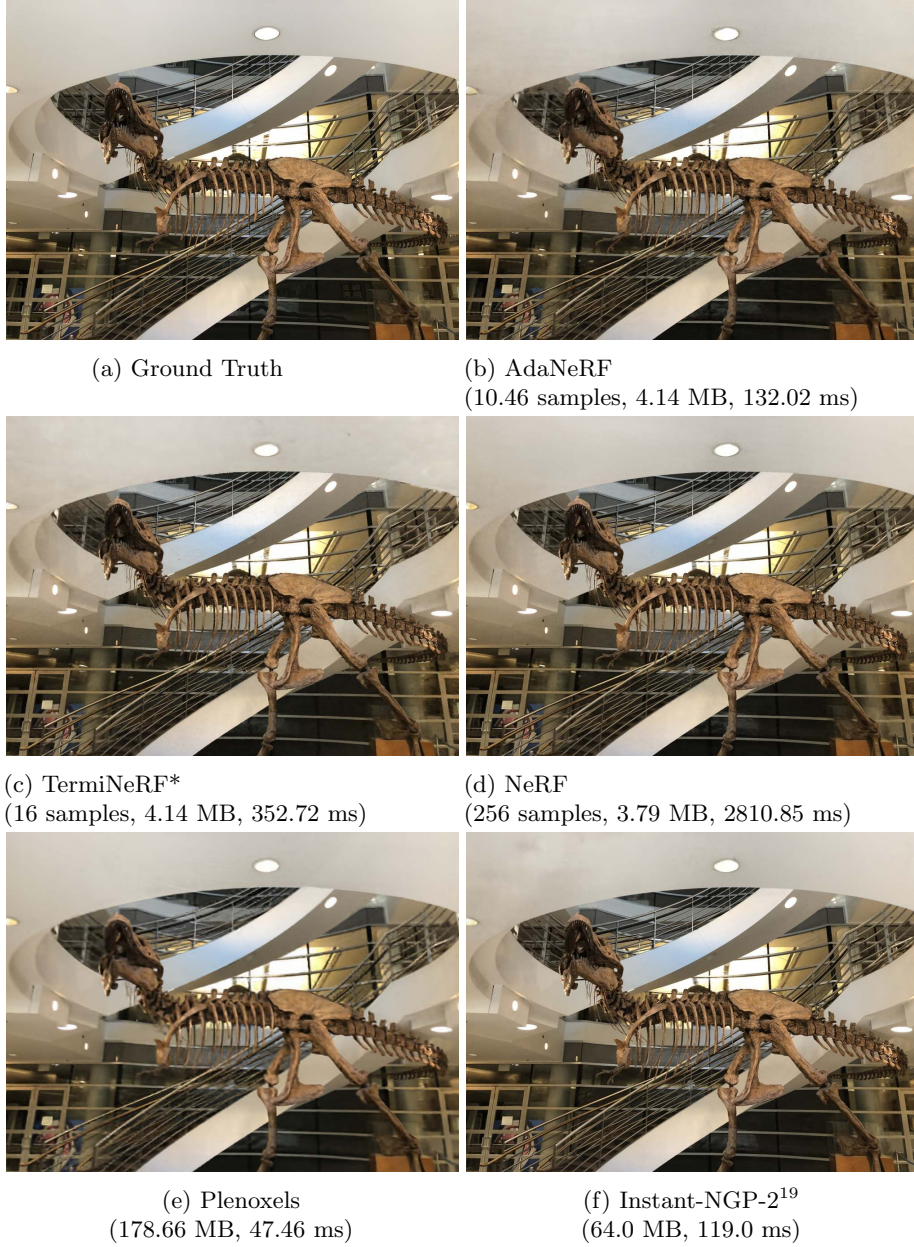 (a) Ground Truth
(b) AdaNeRF
(10.46 samples, 4.14 MB, 132.02 ms)
(c) TermiNeRF*
(16 samples, 4.14 MB, 352.72 ms)
(d) NeRF
(256 samples, 3.79 MB, 2810.85 ms)
(e) Plenoxels
(178.66 MB, 47.46 ms)
(f) Instant-NGP-2¹⁹
(64.0 MB, 119.0 ms)